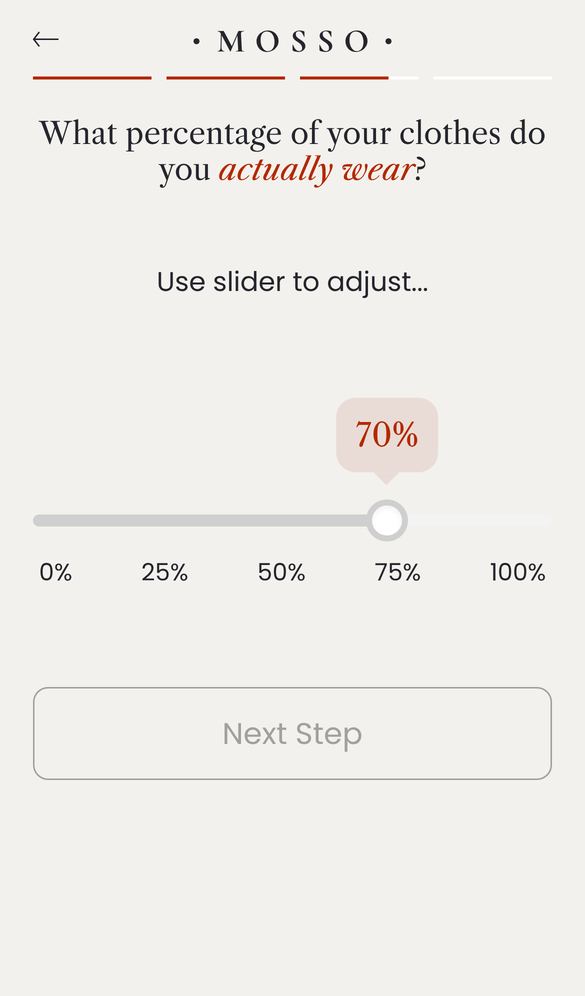 • MOSSO •
What percentage of your clothes do
you actually wear?
Use slider to adjust...
70%
0% 25% 50% 75% 100%
Next Step